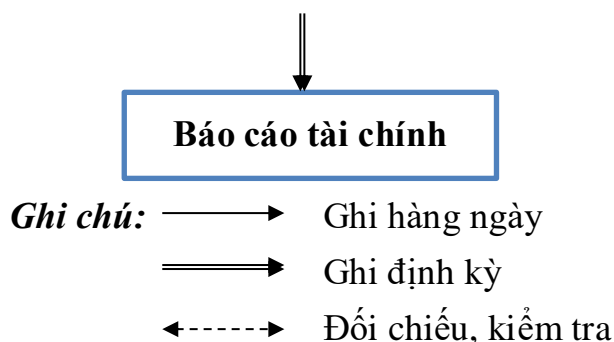 Báo cáo tài chính
Ghi chú: Ghi hàng ngày
Ghi định kỳ
Đối chiếu, kiểm tra